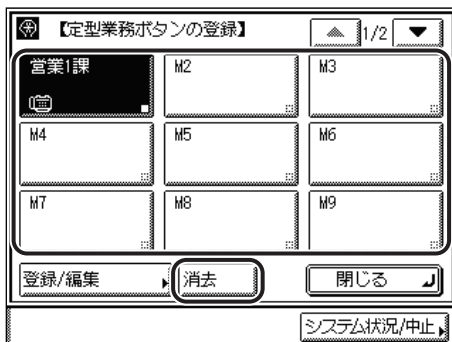 【定型業務ボタンの登録】
1/2
営業1課
M2
M3
M4
M5
M6
M7
M8
M9
登録/編集
消去
閉じる
システム状況/中止